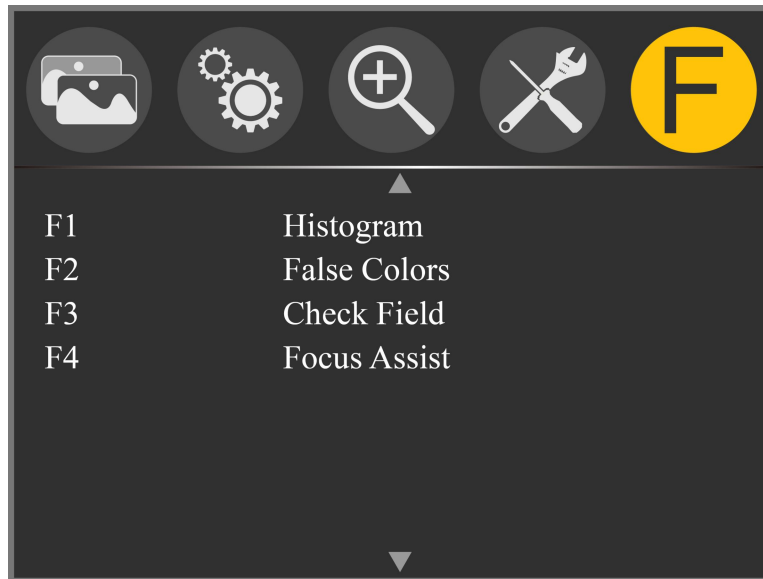 F
F1 Histogram
F2 False Colors
F3 Check Field
F4 Focus Assist